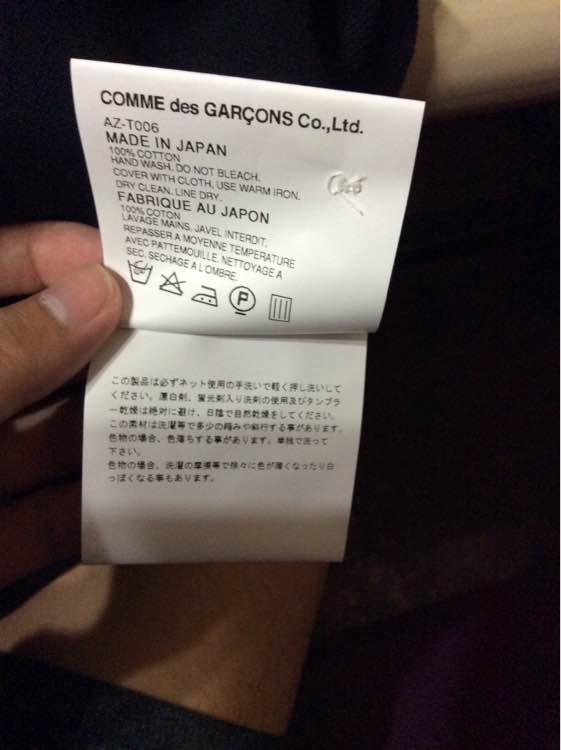 COMME des GARÇONS Co.,Ltd.
AZ-T006
MADE IN JAPAN
100% COTTON
HAND WASH. DO NOT BLEACH.
COVER WITH CLOTH, USE WARM IRON.
DRY CLEAN. LINE DRY.
FABRIQUE AU JAPON
100% COTON
LAVAGE MAINS. JAVEL INTERDIT.
REPASSER A MOYENNE TEMPERATURE
AVEC PATTEMOUILLE. NETTOYAGE A
SEC. SECHAGE A L'OMBRE
P
この製品は必ずネット使用の手洗いで軽く押し洗いして
ください。漂白剤、蛍光剤入り洗剤の使用及びタンブラ
ー乾燥は絶対に避け、日陰で自然乾燥をしてください。
この素材は洗濯等で多少の縮みや斜行する事があります。
色物の場合、色落ちする事があります。単独で洗って
下さい。
色物の場合、洗濯の摩擦等で徐々に色が薄くなったり白
っぽくなる事もあります。